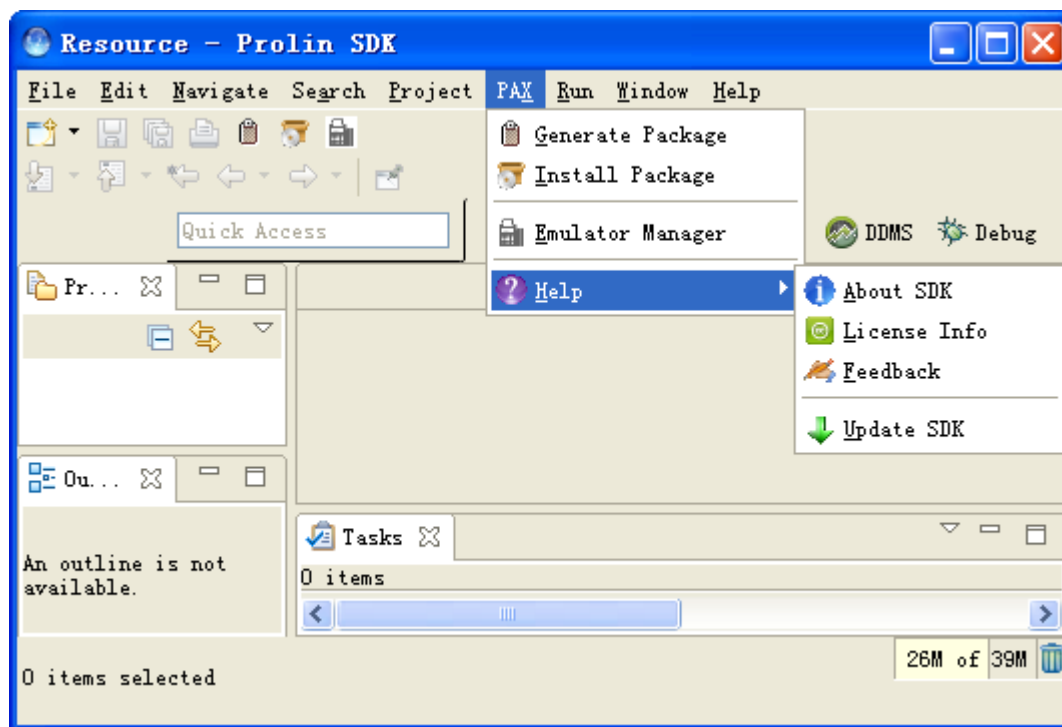 Resource - Prolin SDK
File Edit Navigate Search Project PAX Run Window Help
Generate Package
Install Package
Quick Access
Emulator Manager
DDMS
Debug
Pr...
Help
About SDK
License Info
Feedback
Update SDK
Ou...
An outline is not
available.
Tasks
0 items
0 items selected
26M of 39M